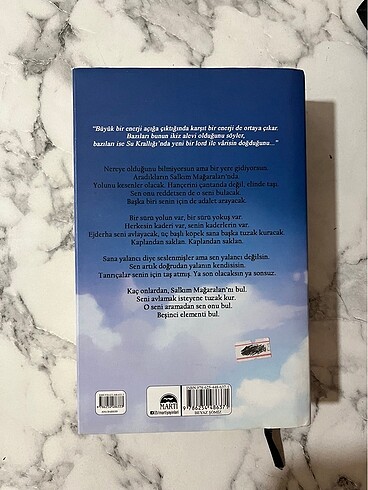 "Büyük bir enerji açığa çıktığında karşıt bir enerji de ortaya çıkar.
Bazıları bunun ikiz alevi olduğunu söyler,
bazıları ise Su Krallığı'nda yeni bir lord ile vârisin doğduğunu..."
Nereye olduğunu bilmiyorsun ama bir yere gidiyorsun.
Aradıkların Salkım Mağaraları'nda.
Yolunu kesenler olacak. Hançerini çantanda değil, elinde taşı.
Sen onu reddetsen de o seni bulacak.
Başka biri senin için de adalet arayacak.
Bir sürü yolun var, bir sürü yokuş var.
Herkesin kaderi var, senin kaderlerin var.
Ejderha seni avlayacak, üç başlı köpek sana başka tuzak kuracak.
Kaplandan saklan. Kaplandan saklan.
Sana yalancı diye seslenmişler ama sen yalancı değilsin.
Sen artık doğrudan yalanın kendisisin.
Tanrıçalar senin için taş atmış. Ya son olacaksın ya sonsuz.
Kaç onlardan, Salkım Mağaraları'nı bul.
Seni avlamak isteyene tuzak kur.
O seni aramadan sen onu bul.
Beşinci elementi bul.
MARTI
BEYAZ GÖMLEK